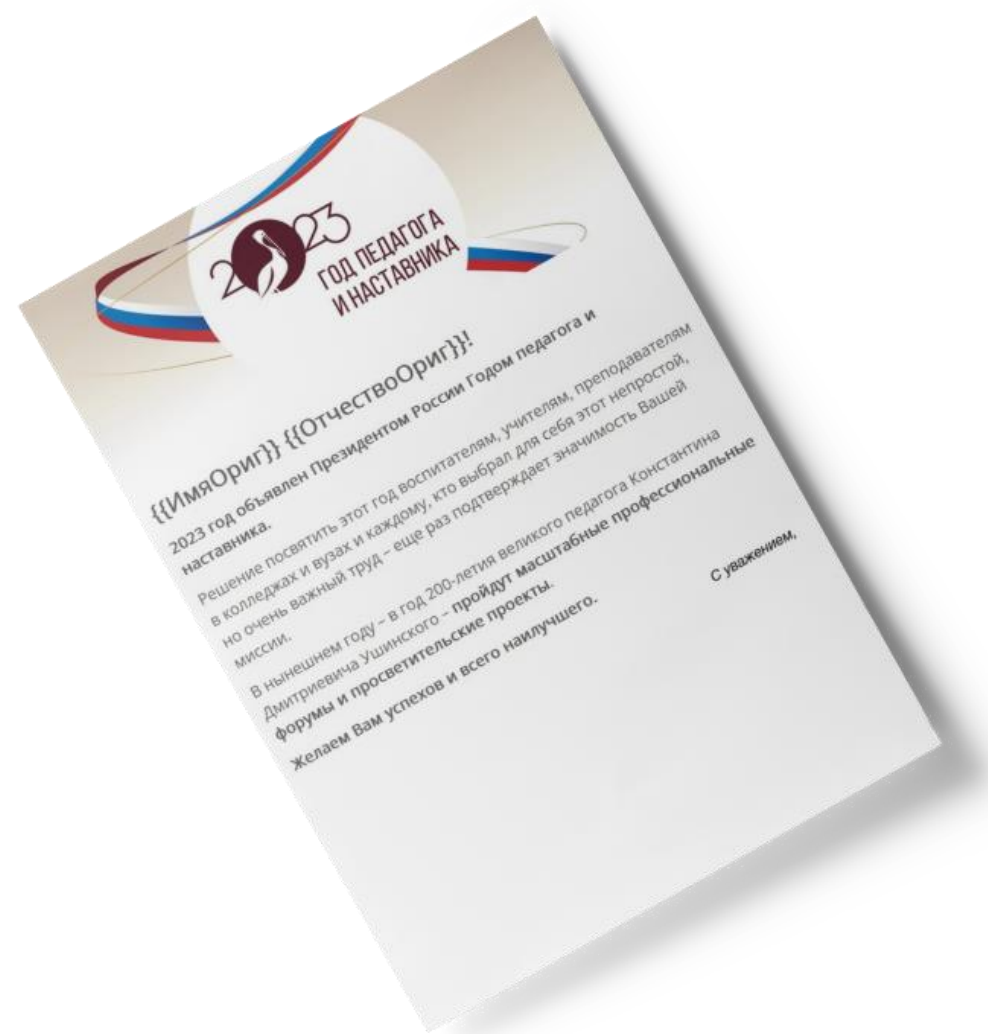 2023
ГОД ПЕДАГОГА
И НАСТАВНИКА
{{ИмяОриг}} {{ОтчествоОриг}}!
2023 год объявлен Президентом России Годом педагога и
наставника.
Решение посвятить этот год воспитателям, учителям, преподавателям
в колледжах и вузах и каждому, кто выбрал для себя этот непростой,
но очень важный труд – еще раз подтверждает значимость Вашей
миссии.
В нынешнем году – в год 200-летия великого педагога Константина
Дмитриевича Ушинского – пройдут масштабные профессиональные
форумы и просветительские проекты.
Желаем Вам успехов и всего наилучшего.
С уважением,